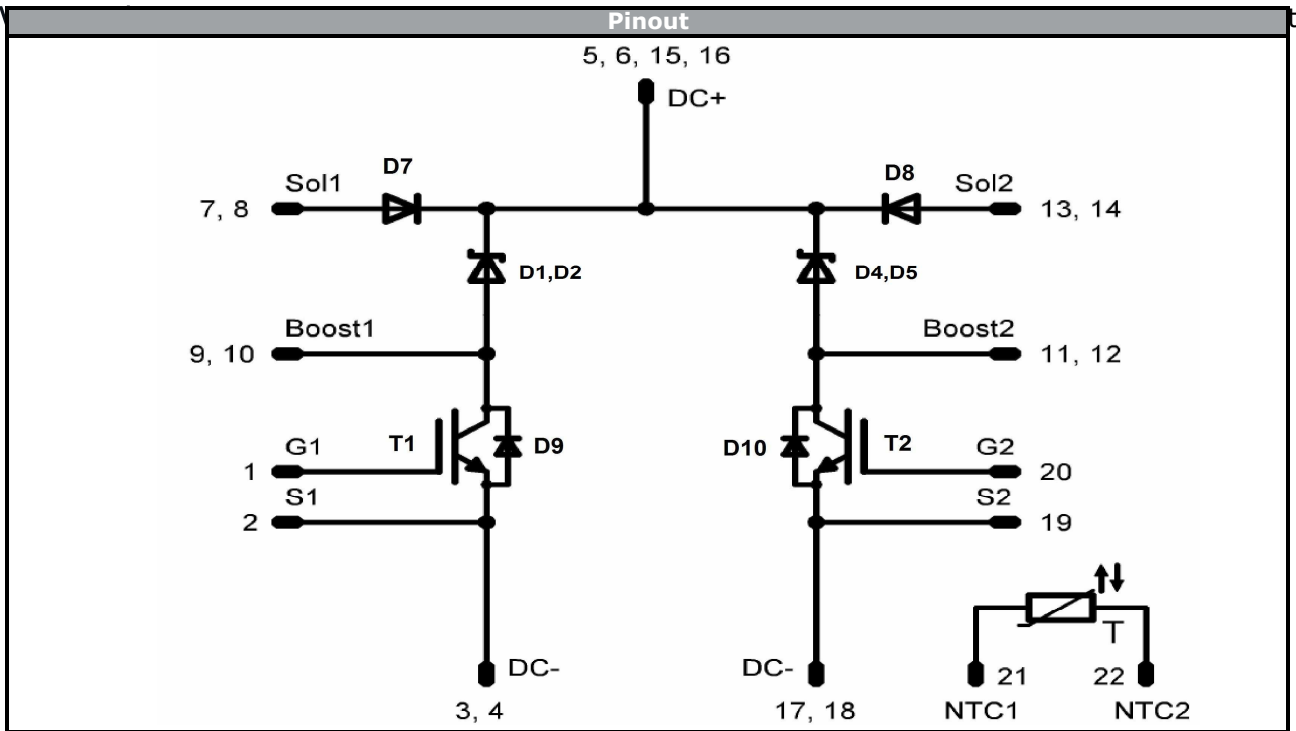 Pinout
5, 6, 15, 16
DC+
D7
D8
Sol1
Sol2
7, 8
13, 14
D1,D2
D4,D5
Boost1
Boost2
9, 10
11, 12
G1
T1
D9
D10
T2
G2
1
20
S1
S2
2
19
T
DC-
DC-
21
22
3, 4
17, 18
NTC1
NTC2